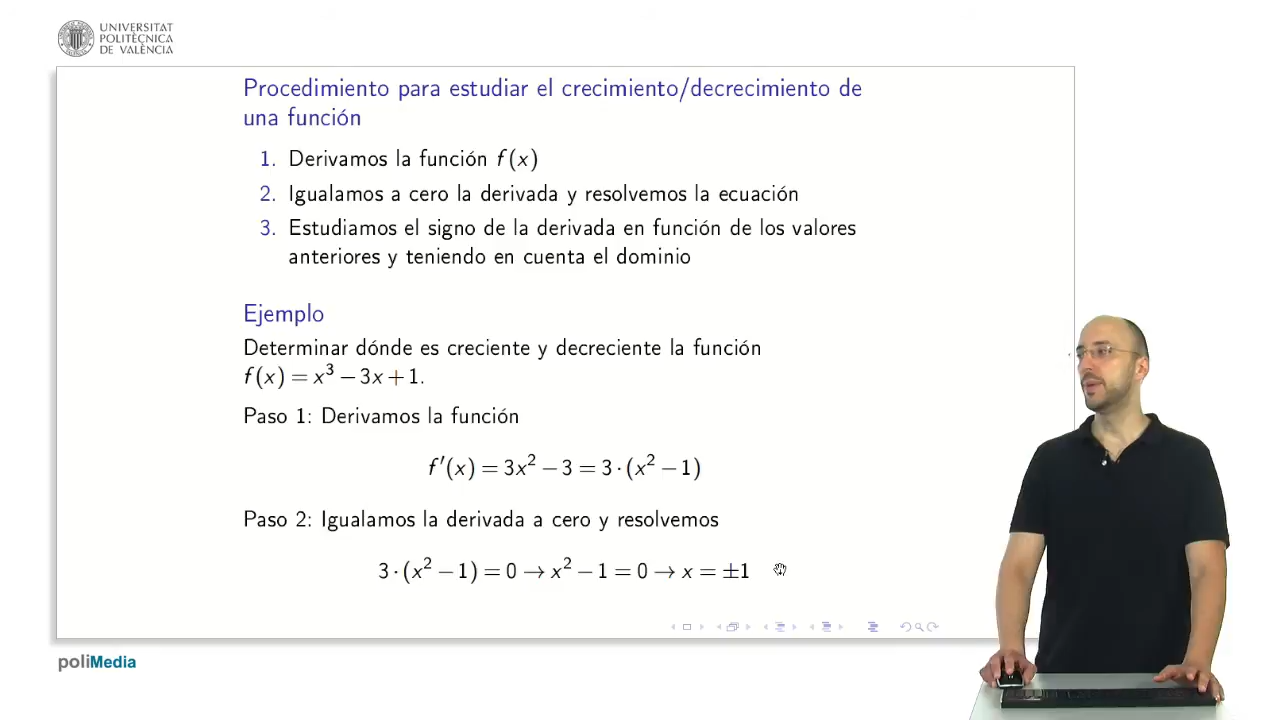 UNIVERSITAT
POLITÈCNICA
DE VALÈNCIA
Procedimiento para estudiar el crecimiento/decrecimiento de
una función
1. Derivamos la función f(x)
2. Igualamos a cero la derivada y resolvemos la ecuación
3. Estudiamos el signo de la derivada en función de los valores
anteriores y teniendo en cuenta el dominio
Ejemplo
Determinar dónde es creciente y decreciente la función
f(x) = x³ − 3x + 1.
Paso 1: Derivamos la función
f′(x) = 3x² − 3 = 3 · (x² − 1)
Paso 2: Igualamos la derivada a cero y resolvemos
3 · (x² − 1) = 0 → x² − 1 = 0 → x = ±1
poliMedia